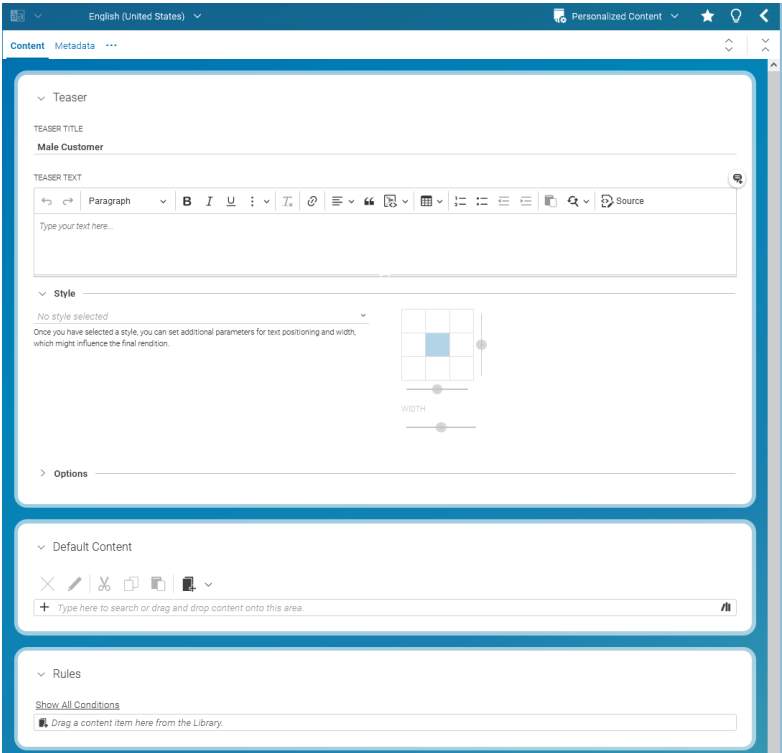 English (United States)
Personalized Content
Content Metadata ···
Teaser
TEASER TITLE
Male Customer
TEASER TEXT
Paragraph B I U Tx Source
Type your text here...
Style
No style selected
Once you have selected a style, you can set additional parameters for text positioning and width,
which might influence the final rendition.
WIDTH
Options
Default Content
Type here to search or drag and drop content onto this area.
Rules
Show All Conditions
Drag a content item here from the Library.